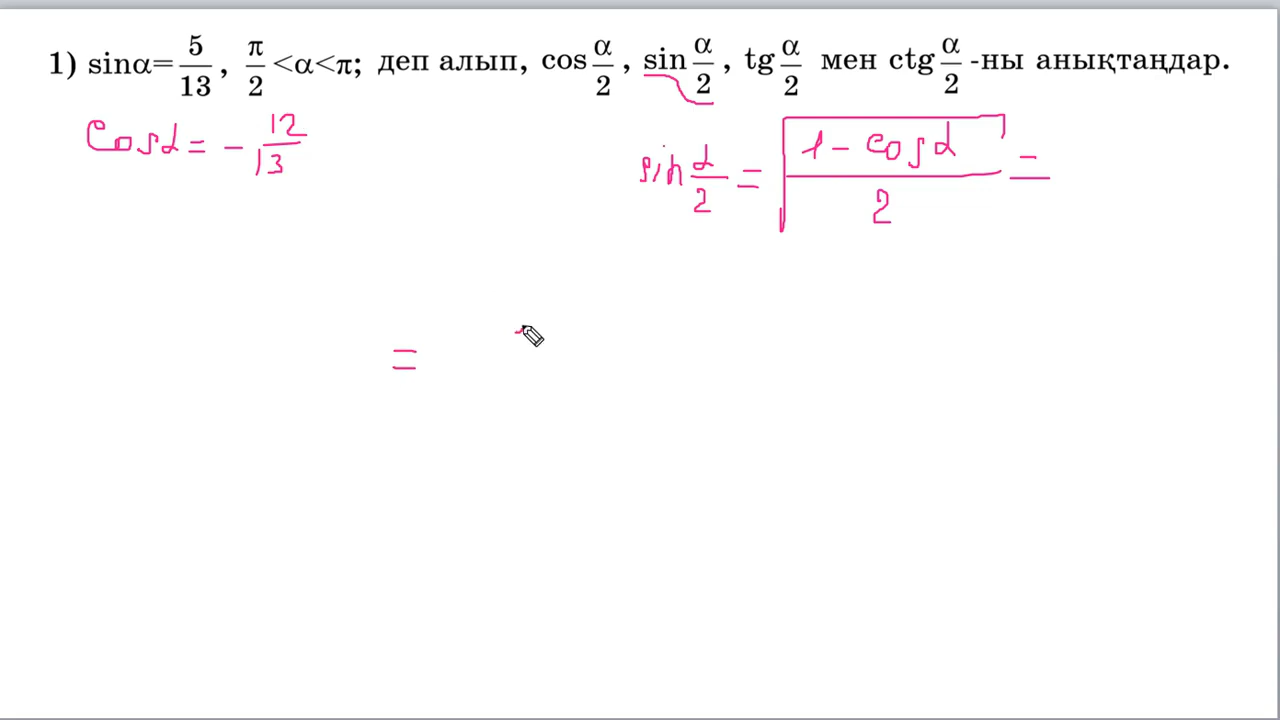 1) sinα=5/13, π/2<α<π; деп алып, cos α/2, sin α/2, tg α/2 мен ctg α/2-ны анықтаңдар.
Cosα = - 12/13
sin α/2 = √((1 - cosα)/2) =
=